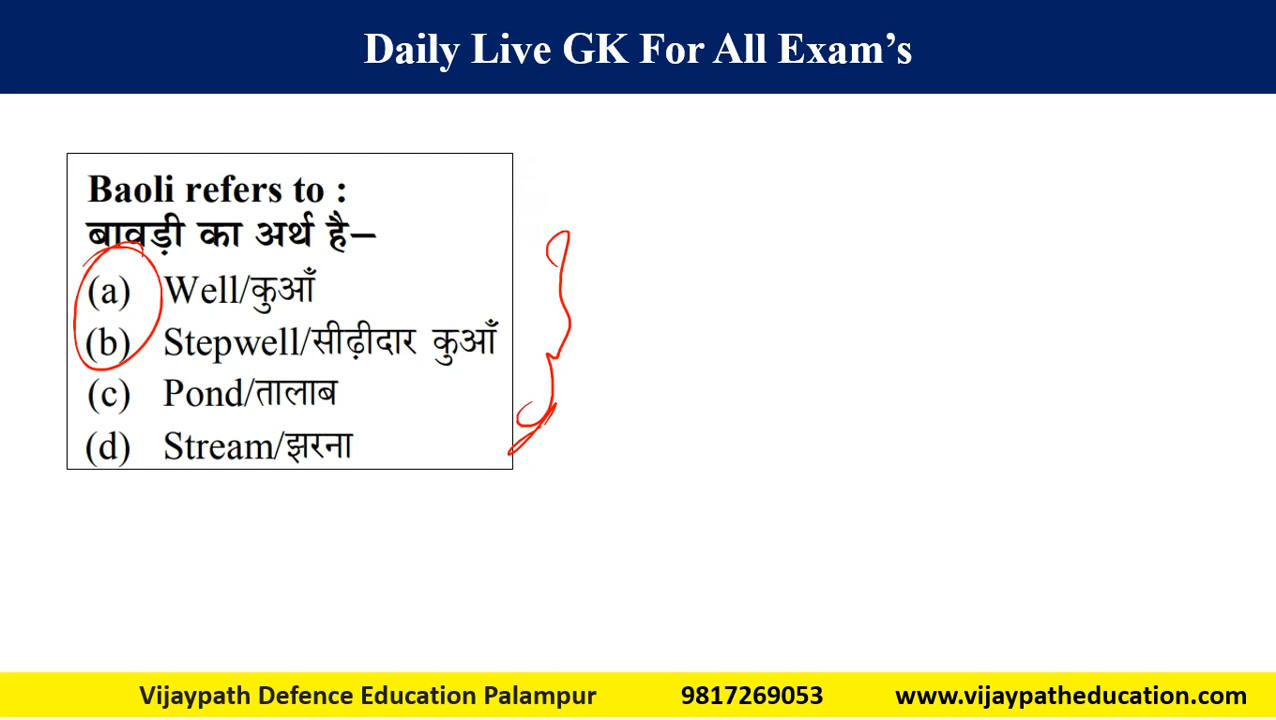 Daily Live GK For All Exam’s
Baoli refers to :
बावड़ी का अर्थ है–
(a) Well/कुआँ
(b) Stepwell/सीढ़ीदार कुआँ
(c) Pond/तालाब
(d) Stream/झरना
Vijaypath Defence Education Palampur 9817269053 www.vijaypatheducation.com